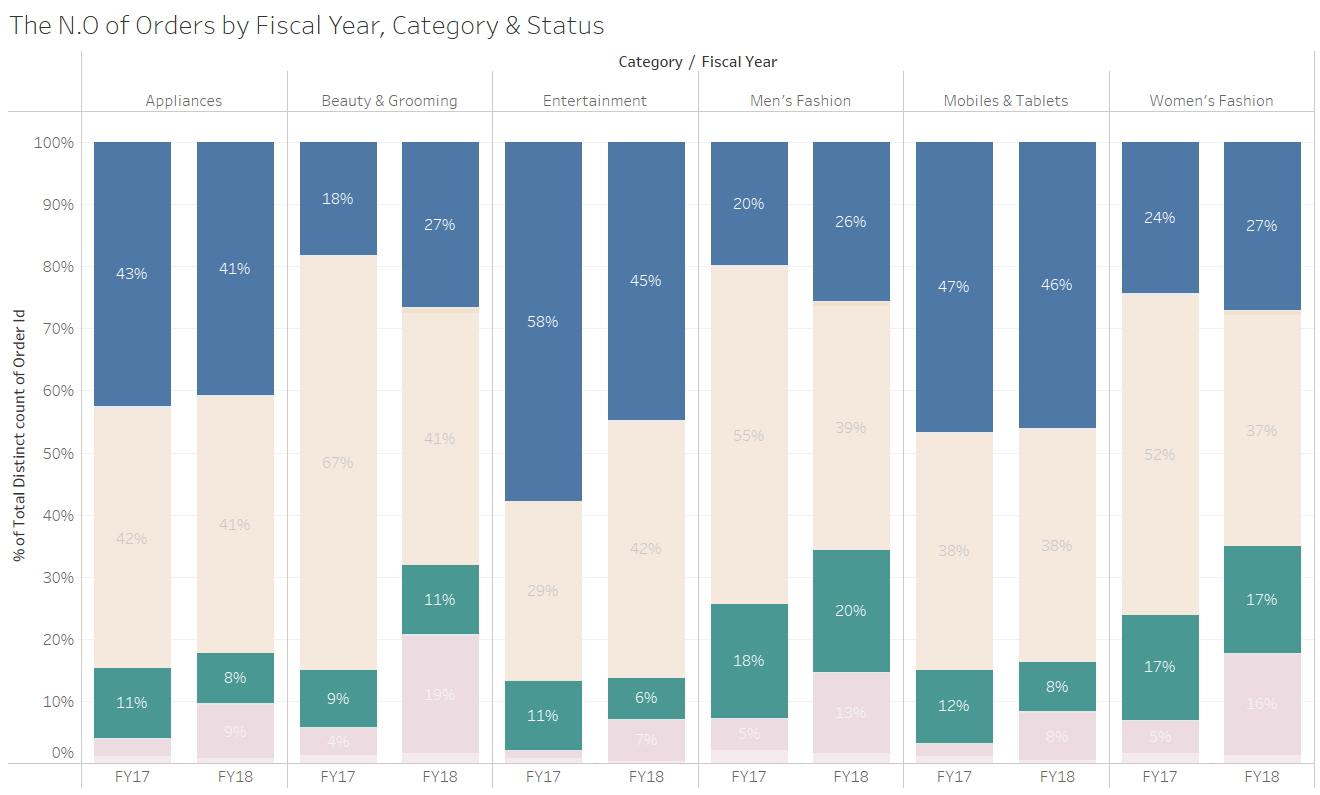 The N.O of Orders by Fiscal Year, Category & Status
Category / Fiscal Year
Appliances Beauty & Grooming Entertainment Men's Fashion Mobiles & Tablets Women's Fashion
% of Total Distinct count of Order Id
100%
90%
80%
70%
60%
50%
40%
30%
20%
10%
0%
43% 41% 18% 27% 58% 45% 20% 26% 47% 46% 24% 27%
42% 41% 67% 41% 29% 42% 55% 39% 38% 38% 52% 37%
11% 8% 9% 11% 11% 6% 18% 20% 12% 8% 17% 17%
9% 4% 19% 7% 5% 13% 8% 5% 16%
FY17 FY18 FY17 FY18 FY17 FY18 FY17 FY18 FY17 FY18 FY17 FY18